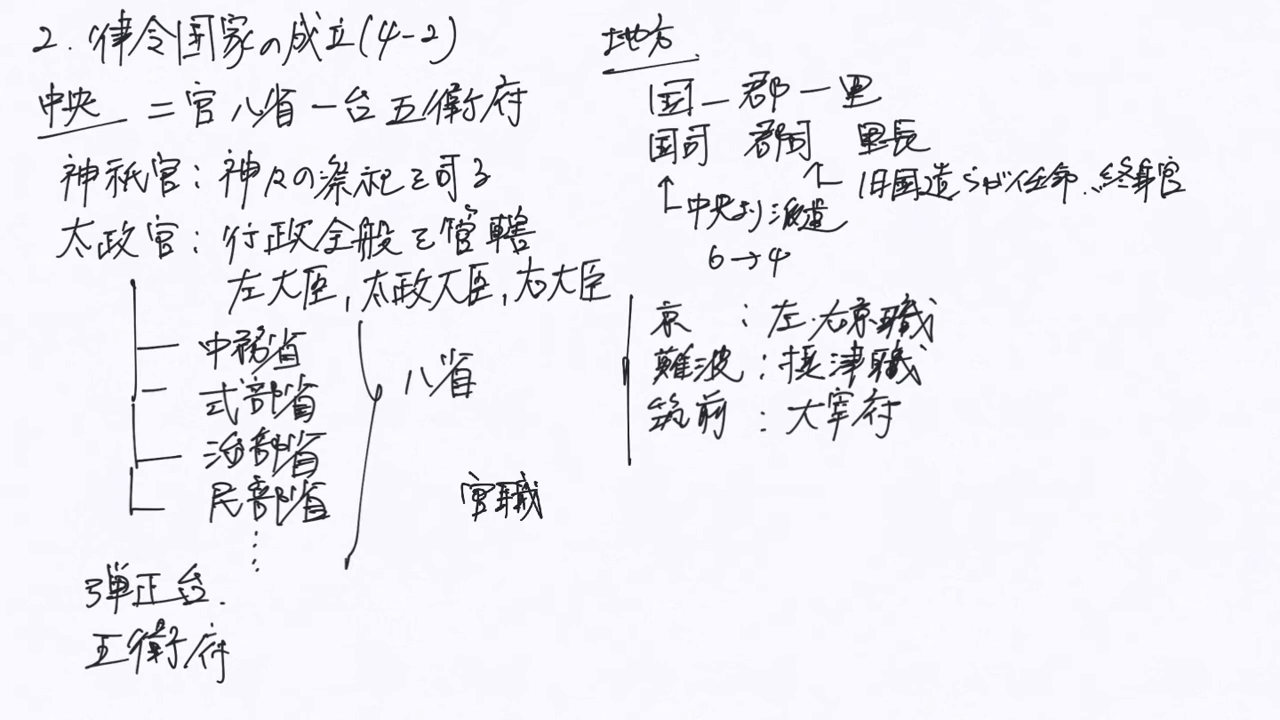 2. 律令国家の成立(4-2)
中央 二官八省一台五衛府
神祇官：神々の祭祀を司る
太政官：行政全般を管轄
左大臣, 太政大臣, 右大臣
中務省
式部省
治部省
民部省
⋮
八省
官職
弾正台.
五衛府
地方
国－郡－里
国司 郡司 里長
↑中央より派遣
6→4
↑旧国造らが任命, 終身官
京 ：左・右京職
難波：摂津職
筑前：大宰府